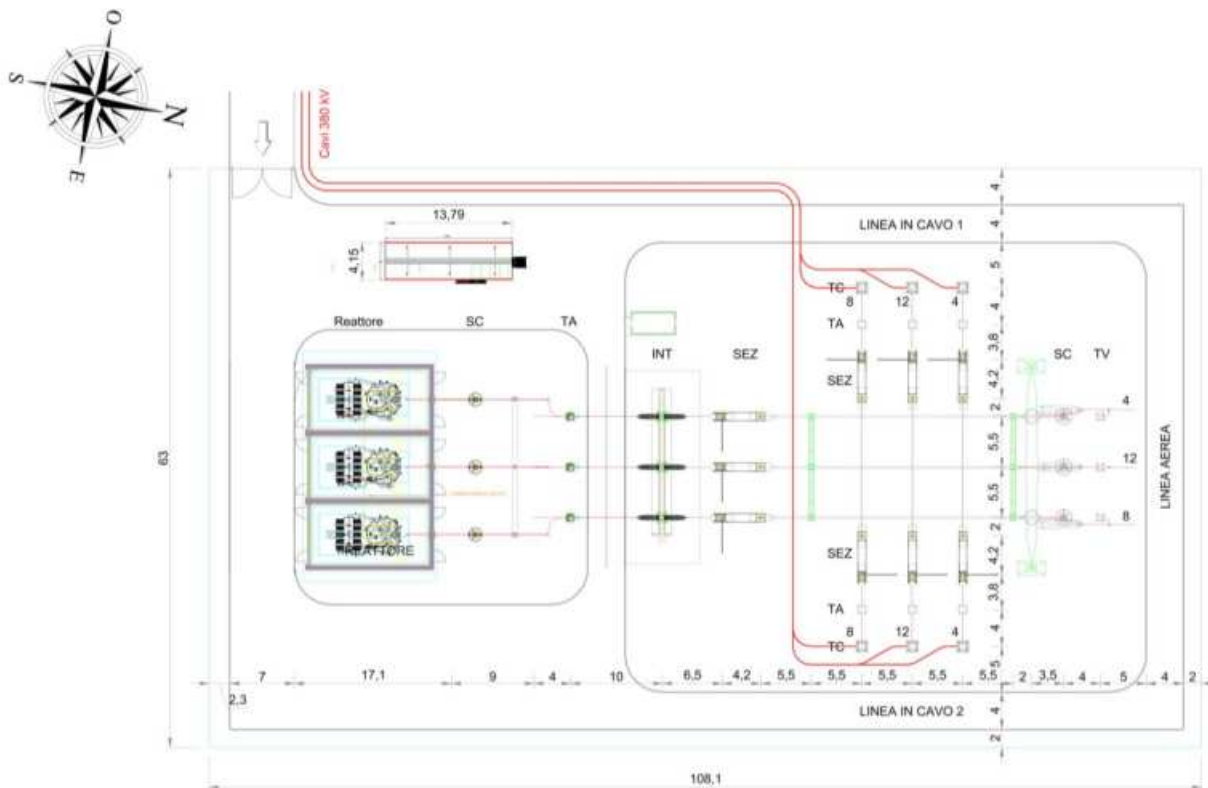 O
S
N
E
Cavi 380 kV
13,79
4,15
LINEA IN CAVO 1
4
4
5
4
3,8
4,2
2
5,5
5,5
2
4,2
3,8
4
5
4
2
TC
8
12
4
TA
SEZ
Reattore
SC
TA
INT
SEZ
SC
TV
4
12
8
LINEA AEREA
63
REATTORE
SEZ
TA
TC
8
12
4
2,3
7
17,1
9
4
10
6,5
4,2
5,5
5,5
5,5
5,5
2
3,5
4
5
4
2
LINEA IN CAVO 2
108,1